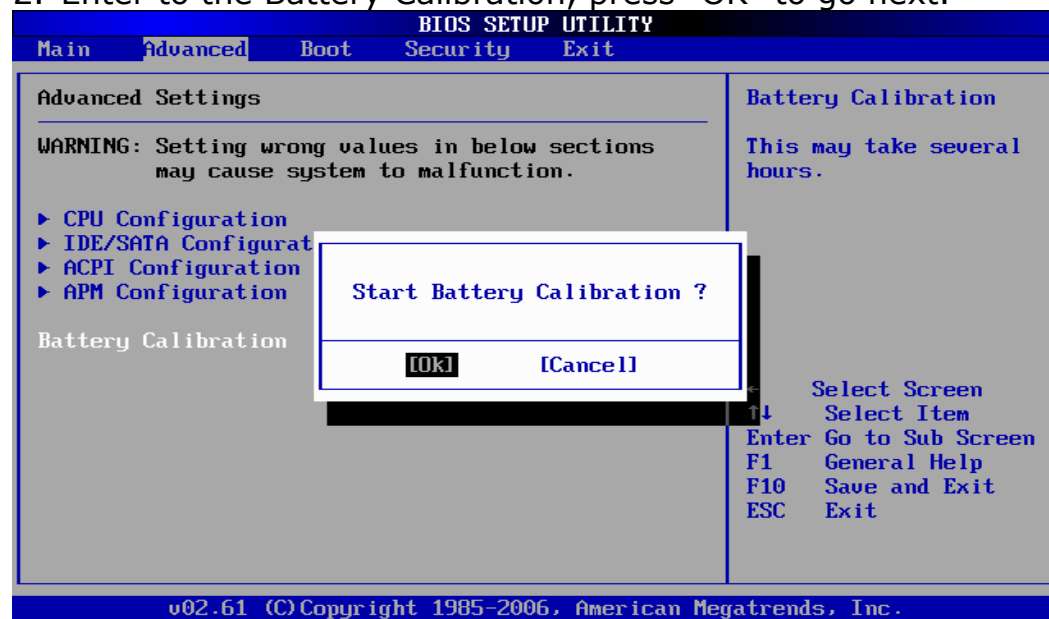 2. Enter to the Battery Calibration, press "OK" to go next.
BIOS SETUP UTILITY
Main Advanced Boot Security Exit
Advanced Settings
WARNING: Setting wrong values in below sections
may cause system to malfunction.
▶ CPU Configuration
▶ IDE/SATA Configurat
▶ ACPI Configuration
▶ APM Configuration
Battery Calibration
Start Battery Calibration ?
[Ok] [Cancel]
Battery Calibration
This may take several
hours.
← Select Screen
↑↓ Select Item
Enter Go to Sub Screen
F1 General Help
F10 Save and Exit
ESC Exit
v02.61 (C)Copyright 1985-2006, American Megatrends, Inc.